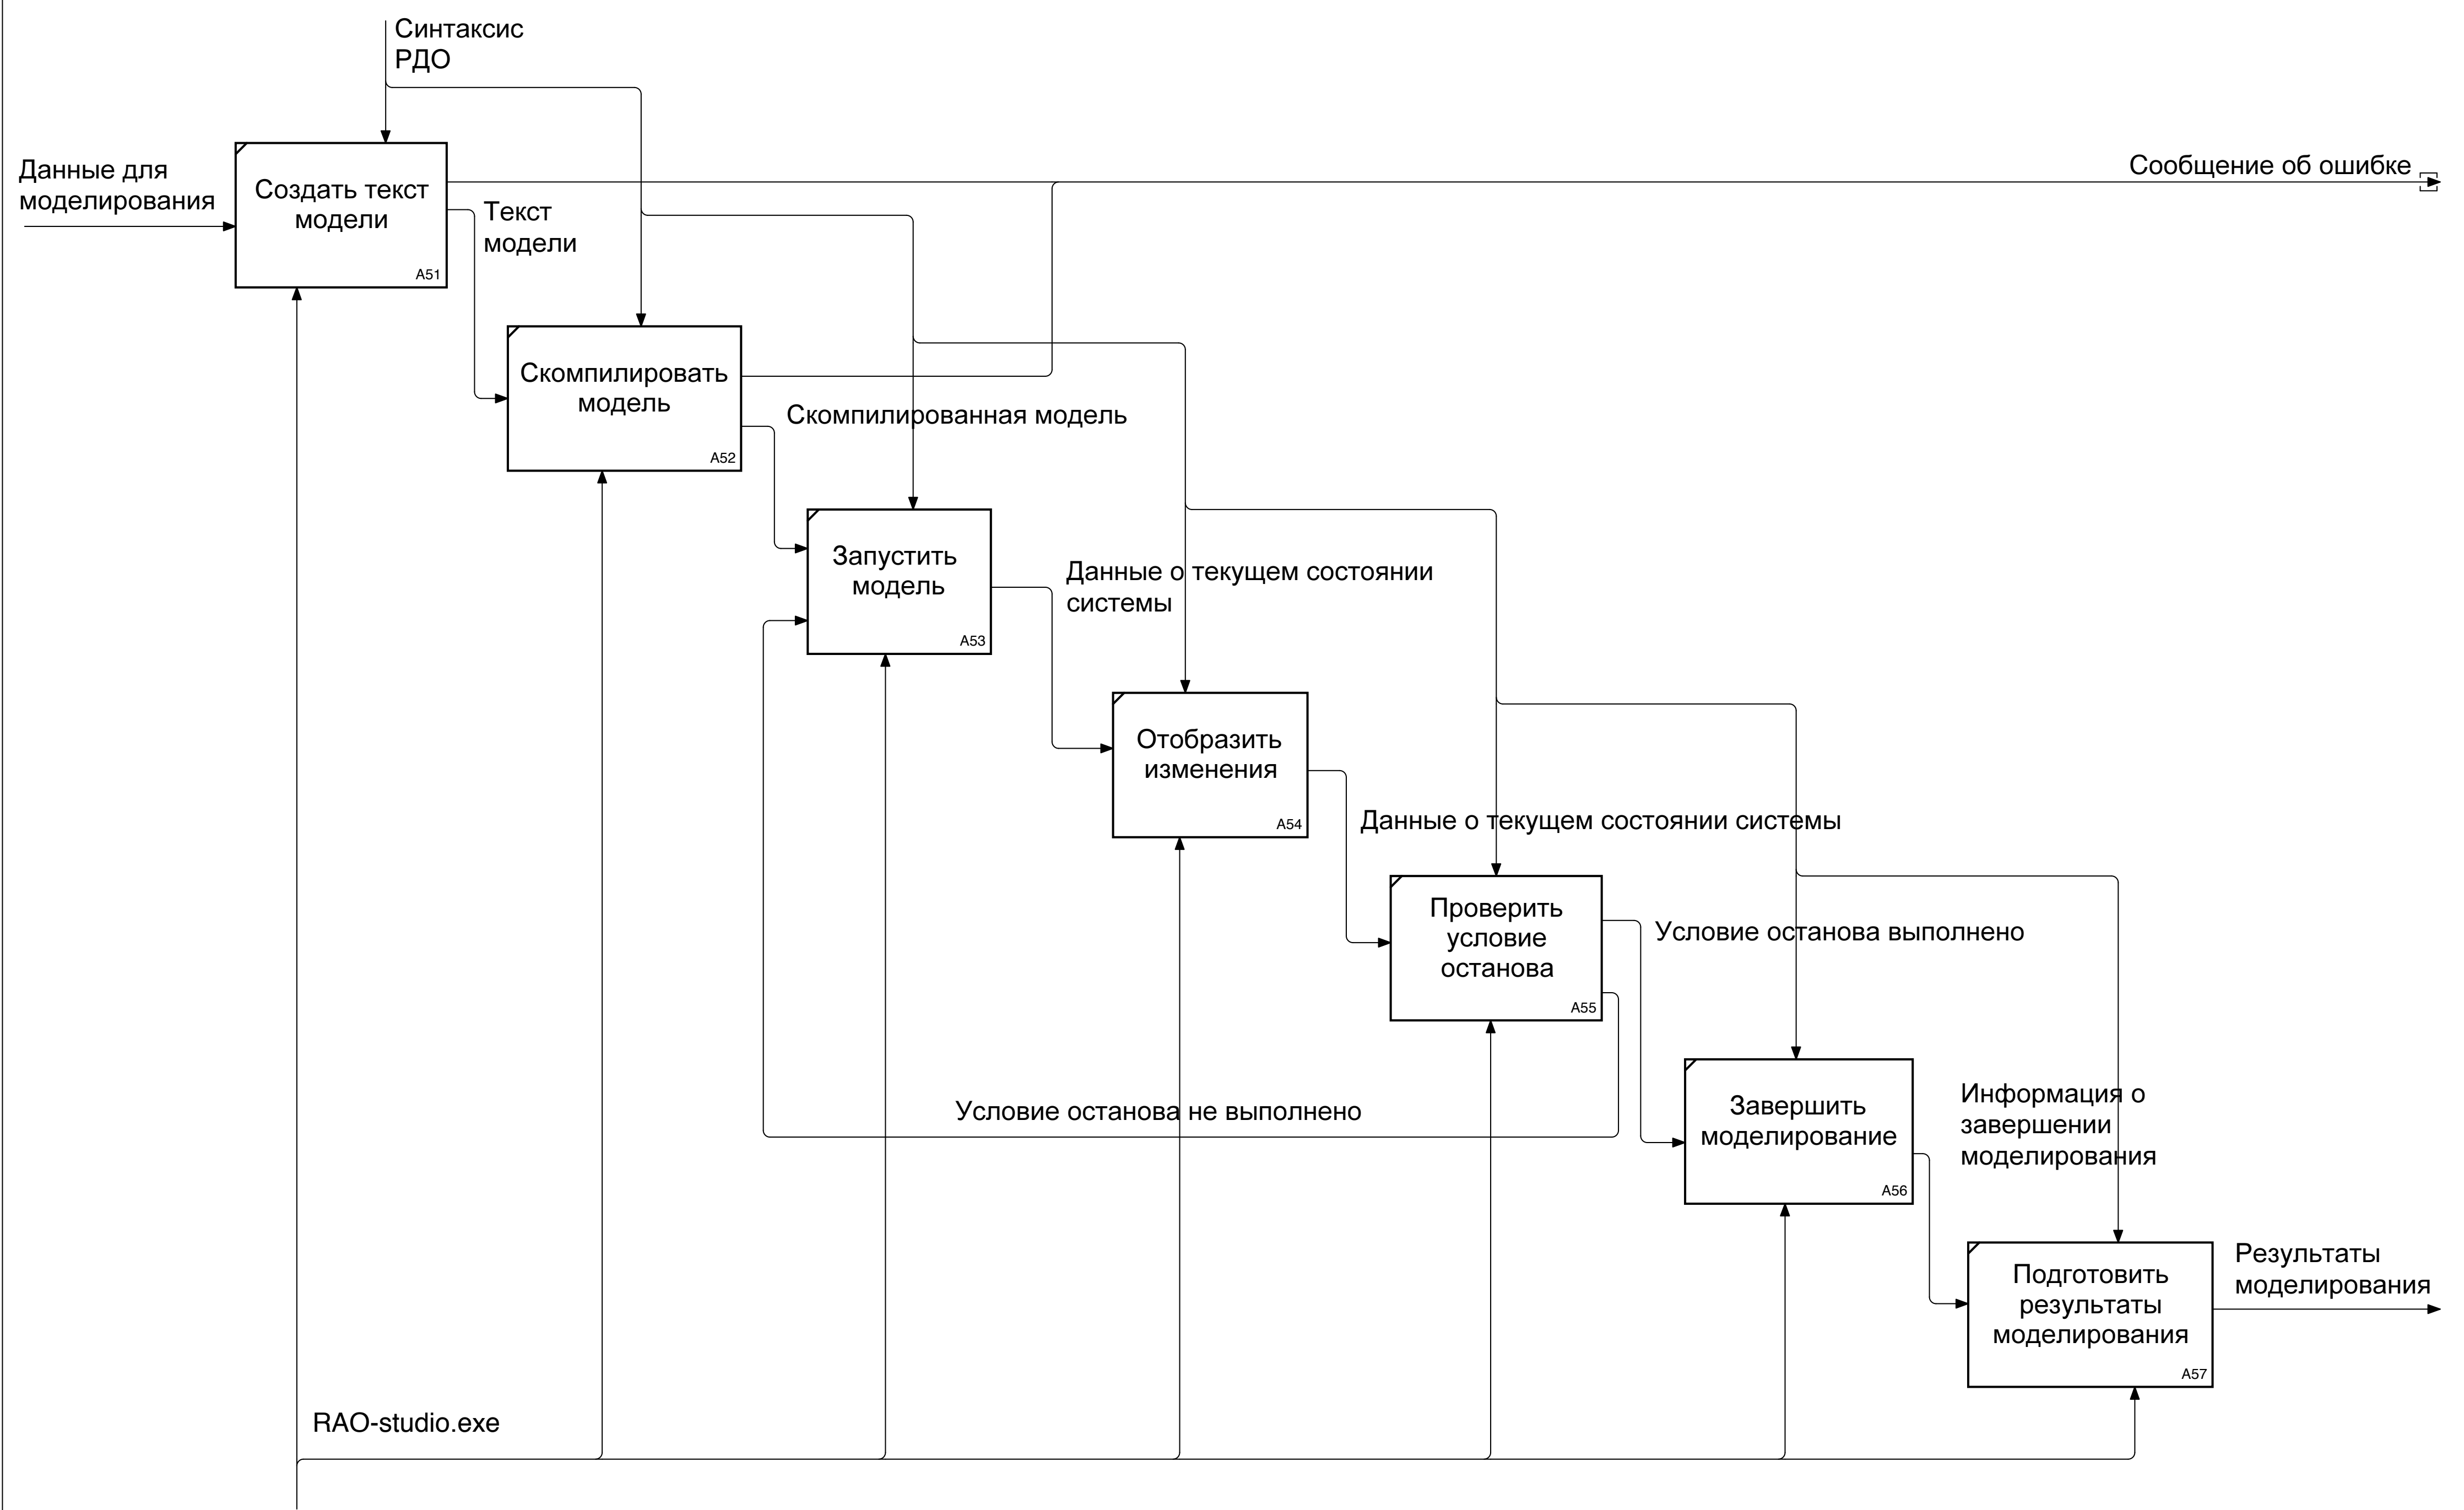 Синтаксис
РДО
Данные для
моделирования
Сообщение об ошибке
Создать текст
модели
A51
Текст
модели
Скомпилировать
модель
A52
Скомпилированная модель
Запустить
модель
A53
Данные о текущем состоянии
системы
Отобразить
изменения
A54
Данные о текущем состоянии системы
Проверить
условие
останова
A55
Условие останова выполнено
Условие останова не выполнено
Завершить
моделирование
A56
Информация о
завершении
моделирования
Подготовить
результаты
моделирования
A57
Результаты
моделирования
RAO-studio.exe